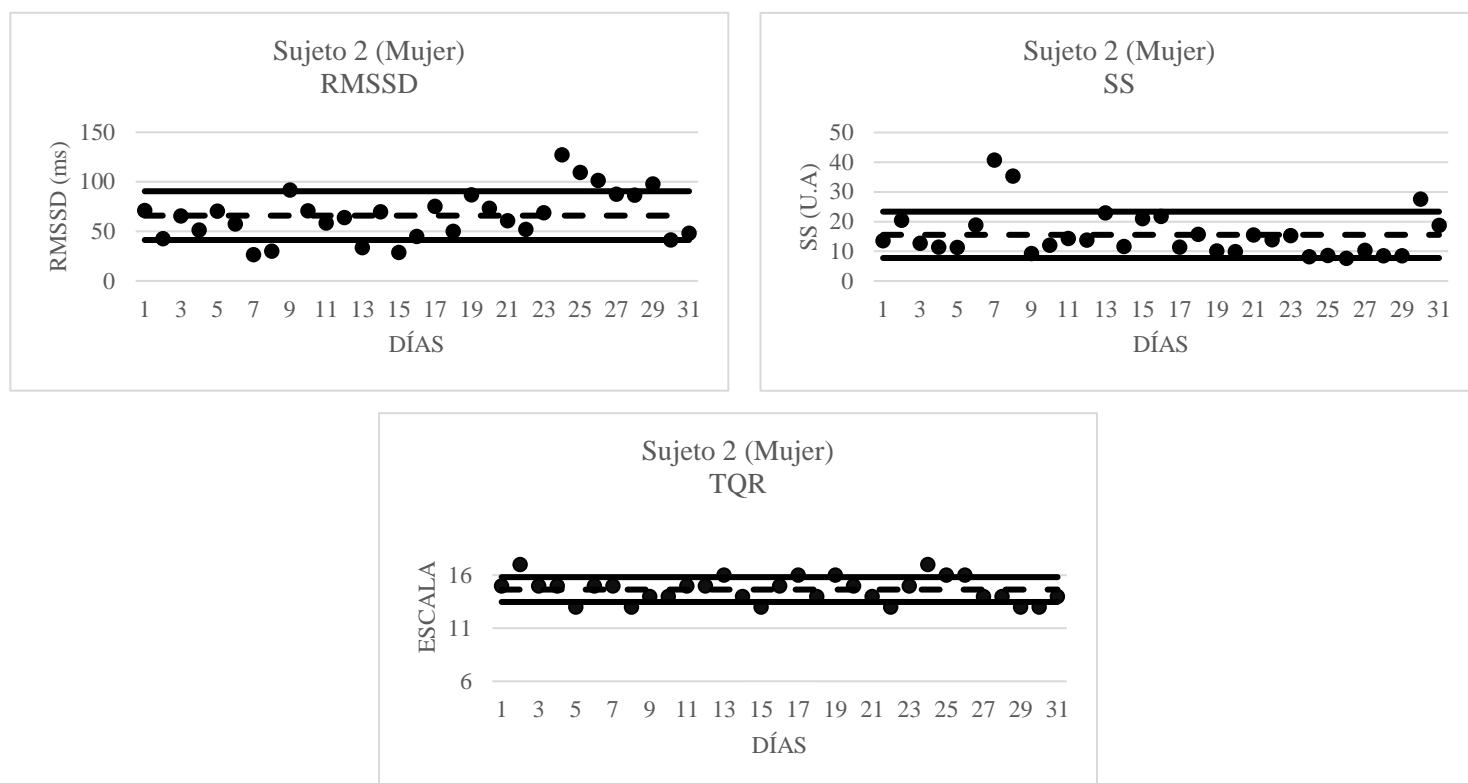 Sujeto 2 (Mujer)
RMSSD
RMSSD (ms)
150
100
50
0
1 3 5 7 9 11 13 15 17 19 21 23 25 27 29 31
DÍAS
Sujeto 2 (Mujer)
SS
SS (U.A)
50
40
30
20
10
0
1 3 5 7 9 11 13 15 17 19 21 23 25 27 29 31
DÍAS
Sujeto 2 (Mujer)
TQR
ESCALA
16
11
6
1 3 5 7 9 11 13 15 17 19 21 23 25 27 29 31
DÍAS